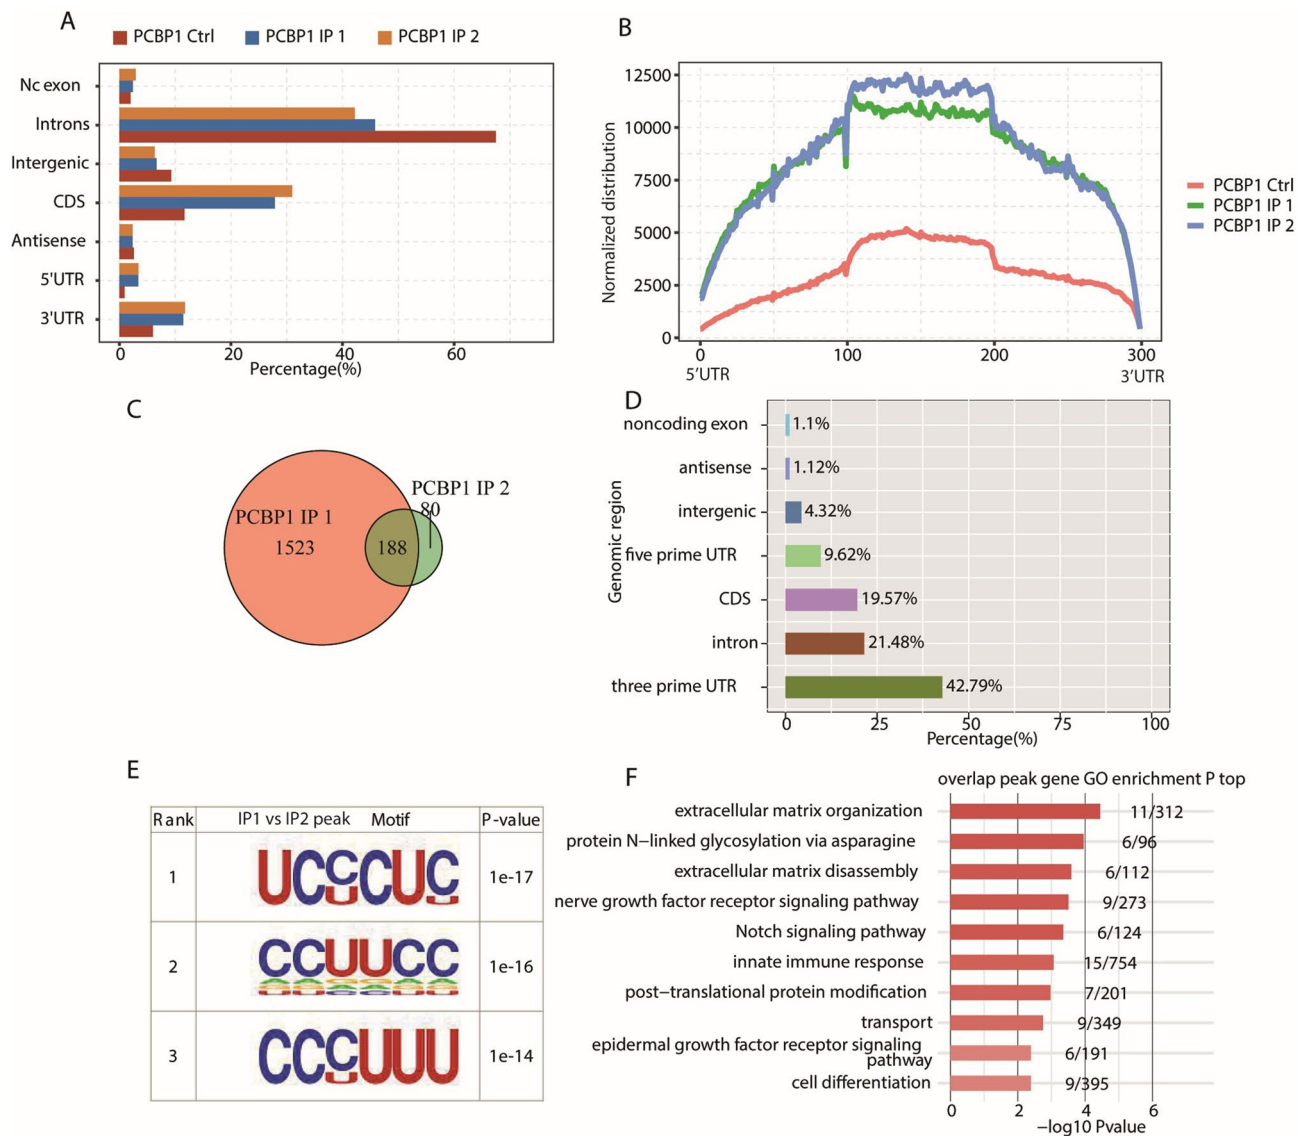 A
PCBP1 Ctrl PCBP1 IP 1 PCBP1 IP 2
Nc exon
Introns
Intergenic
CDS
Antisense
5'UTR
3'UTR
0 20 40 60
Percentage(%)
B
Normalized distribution
12500
10000
7500
5000
2500
0
0 100 200 300
5'UTR 3'UTR
PCBP1 Ctrl
PCBP1 IP 1
PCBP1 IP 2
C
PCBP1 IP 2
80
PCBP1 IP 1
1523 188
D
Genomic region
noncoding exon 1.1%
antisense 1.12%
intergenic 4.32%
five prime UTR 9.62%
CDS 19.57%
intron 21.48%
three prime UTR 42.79%
0 25 50 75 100
Percentage(%)
E
Rank IP1 vs IP2 peak Motif P-value
1 UCCCUC 1e-17
2 CCUUCC 1e-16
3 CCCUUU 1e-14
F
overlap peak gene GO enrichment P top
extracellular matrix organization 11/312
protein N−linked glycosylation via asparagine 6/96
extracellular matrix disassembly 6/112
nerve growth factor receptor signaling pathway 9/273
Notch signaling pathway 6/124
innate immune response 15/754
post−translational protein modification 7/201
transport 9/349
epidermal growth factor receptor signaling
pathway 6/191
cell differentiation 9/395
0 2 4 6
−log10 Pvalue